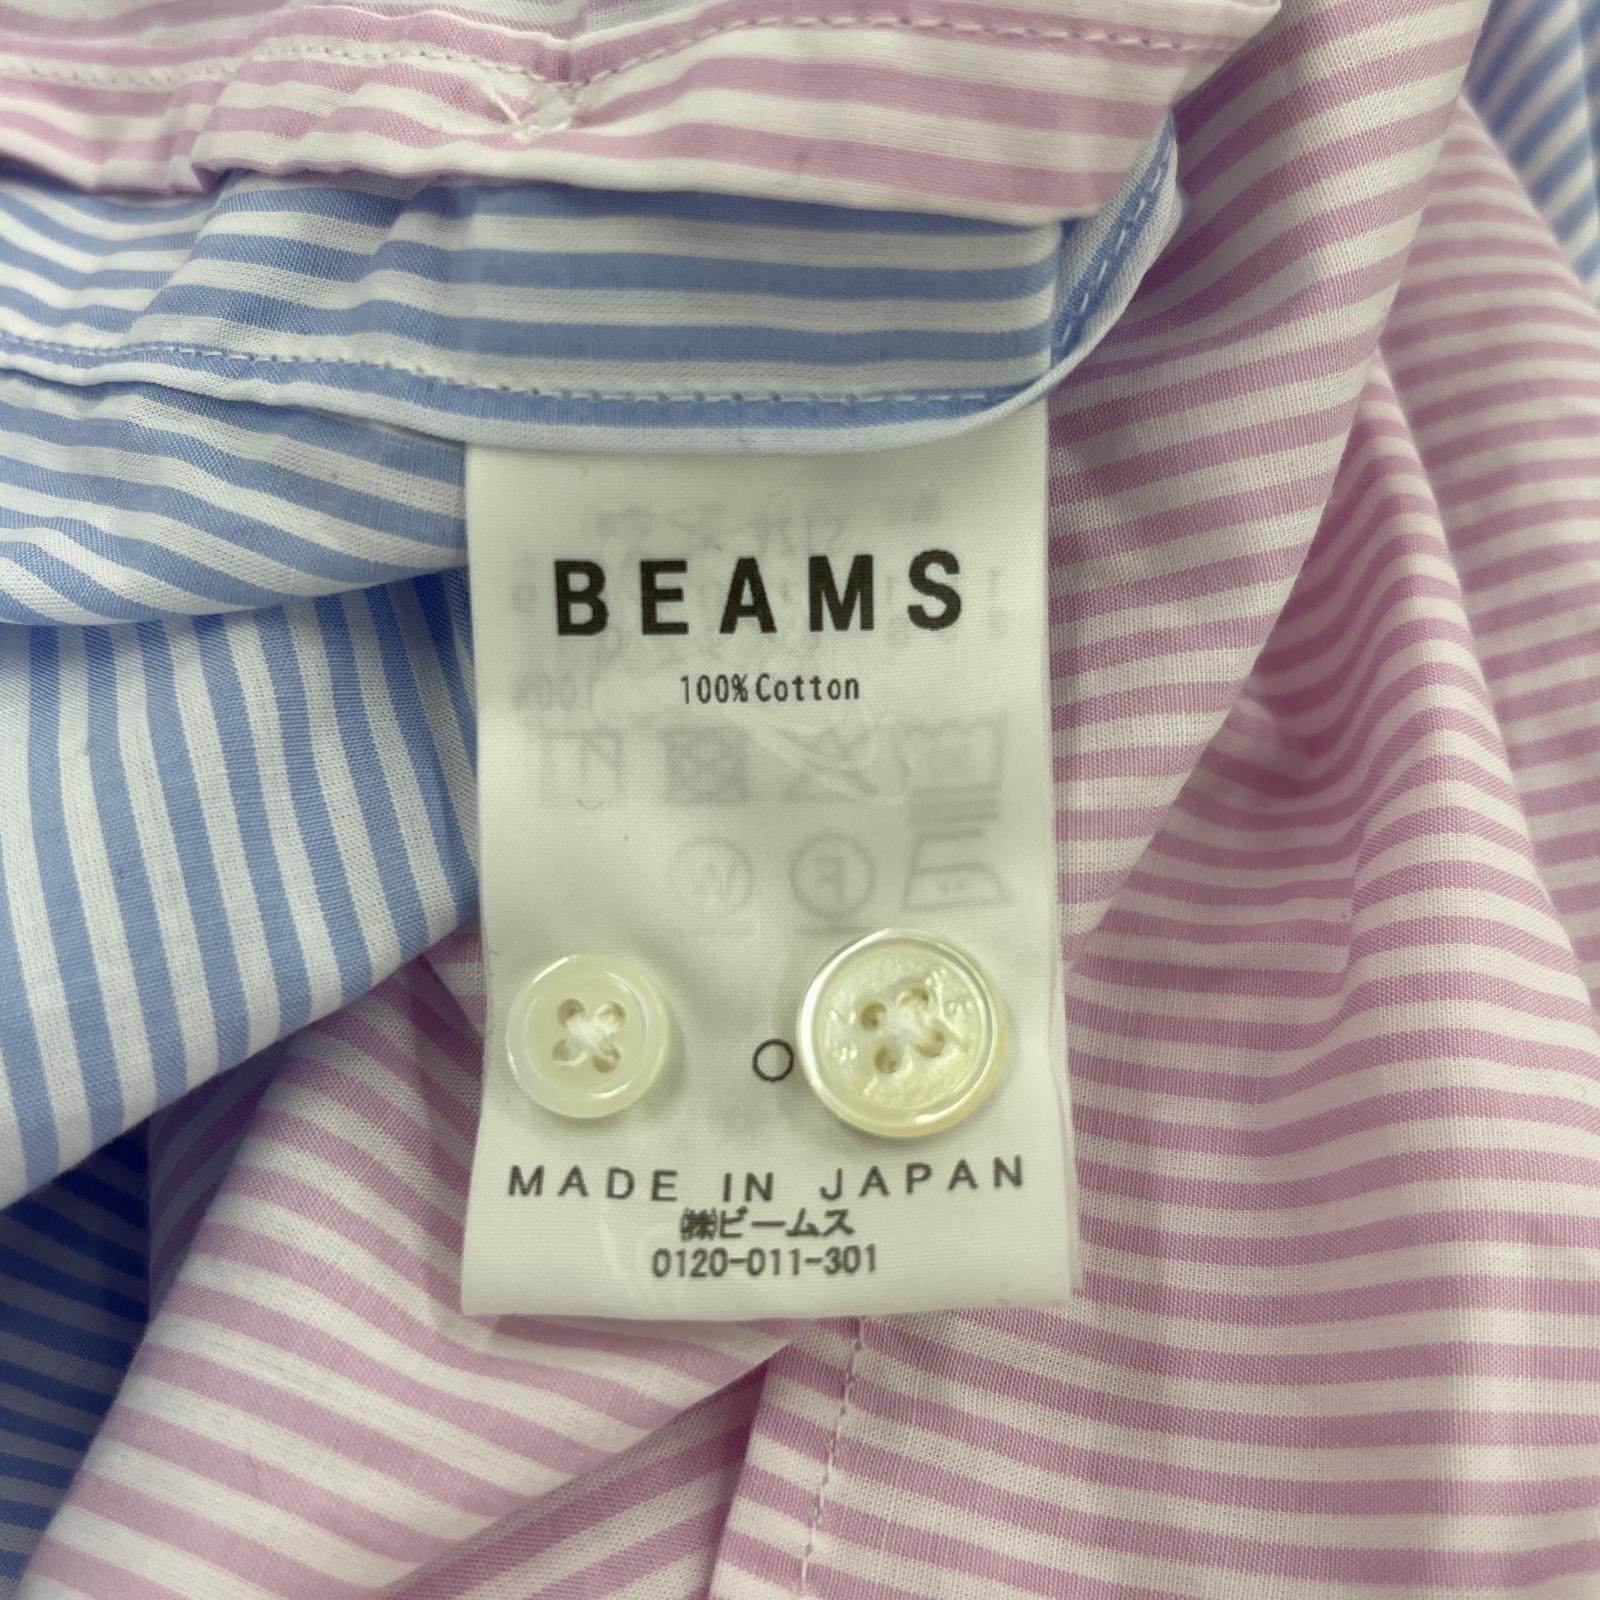 BEAMS
100% Cotton
MADE IN JAPAN
㈱ビームス
0120-011-301